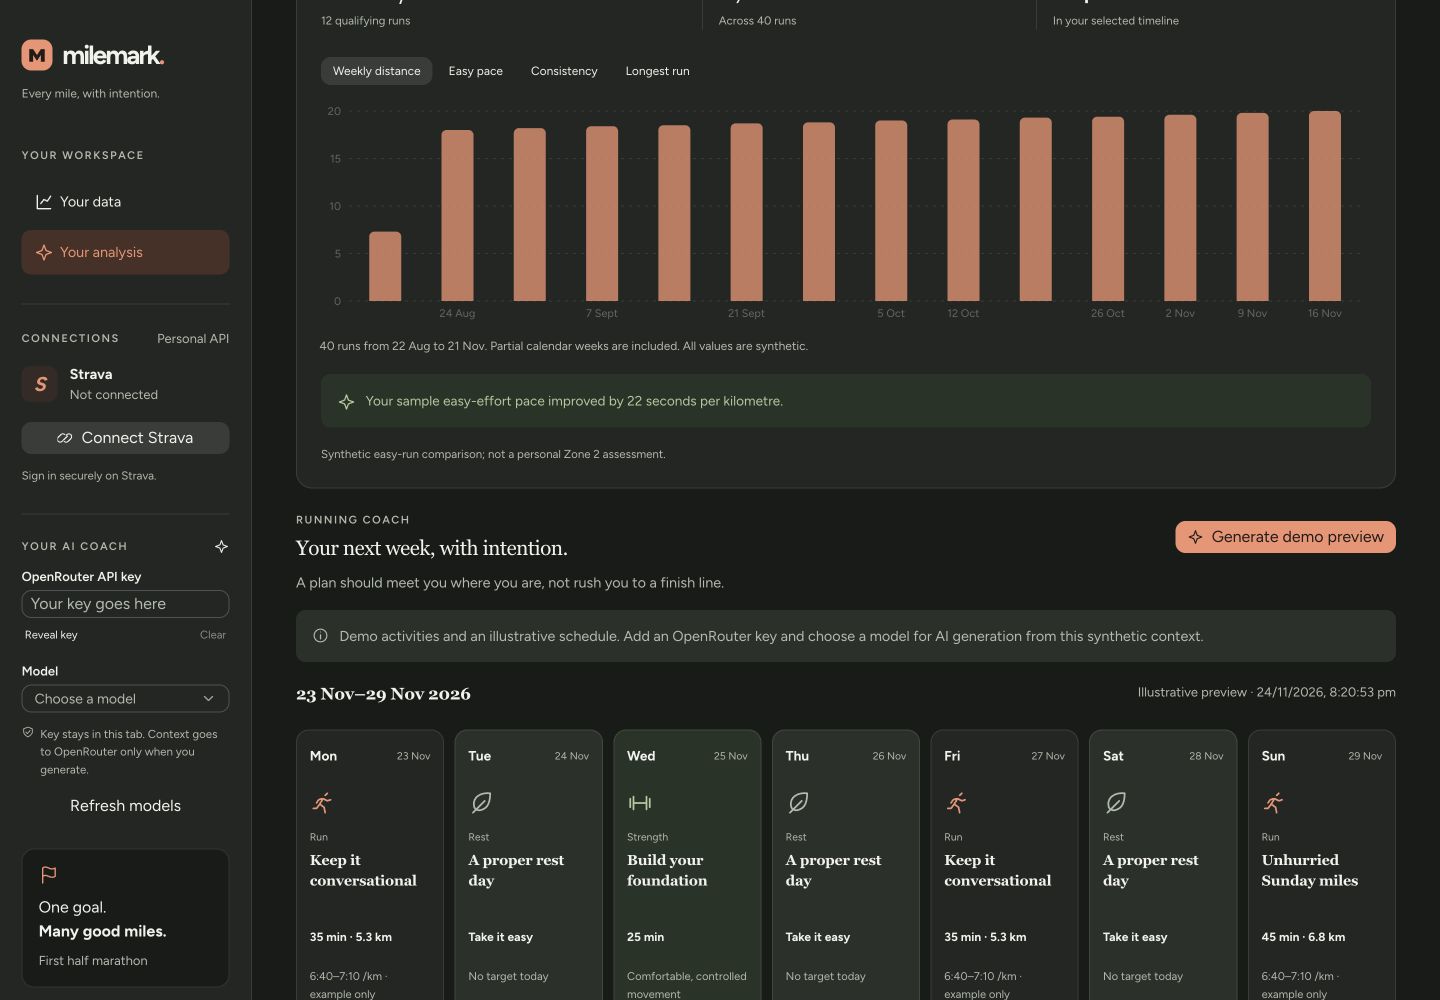 M milemark.
Every mile, with intention.
YOUR WORKSPACE
Your data
Your analysis
CONNECTIONS Personal API
S
Strava
Not connected
Connect Strava
Sign in securely on Strava.
YOUR AI COACH
OpenRouter API key
Your key goes here
Reveal key Clear
Model
Choose a model
Key stays in this tab. Context goes
to OpenRouter only when you
generate.
Refresh models
One goal.
Many good miles.
First half marathon
12 qualifying runs
Across 40 runs
In your selected timeline
Weekly distance Easy pace Consistency Longest run
20
15
10
5
0
24 Aug 7 Sept 21 Sept 5 Oct 12 Oct 26 Oct 2 Nov 9 Nov 16 Nov
40 runs from 22 Aug to 21 Nov. Partial calendar weeks are included. All values are synthetic.
Your sample easy-effort pace improved by 22 seconds per kilometre.
Synthetic easy-run comparison; not a personal Zone 2 assessment.
RUNNING COACH
Your next week, with intention.
Generate demo preview
A plan should meet you where you are, not rush you to a finish line.
Demo activities and an illustrative schedule. Add an OpenRouter key and choose a model for AI generation from this synthetic context.
23 Nov–29 Nov 2026
Illustrative preview · 24/11/2026, 8:20:53 pm
Mon 23 Nov
Run
Keep it
conversational
35 min · 5.3 km
6:40–7:10 /km ·
example only
Tue 24 Nov
Rest
A proper rest
day
Take it easy
No target today
Wed 25 Nov
Strength
Build your
foundation
25 min
Comfortable, controlled
movement
Thu 26 Nov
Rest
A proper rest
day
Take it easy
No target today
Fri 27 Nov
Run
Keep it
conversational
35 min · 5.3 km
6:40–7:10 /km ·
example only
Sat 28 Nov
Rest
A proper rest
day
Take it easy
No target today
Sun 29 Nov
Run
Unhurried
Sunday miles
45 min · 6.8 km
6:40–7:10 /km ·
example only